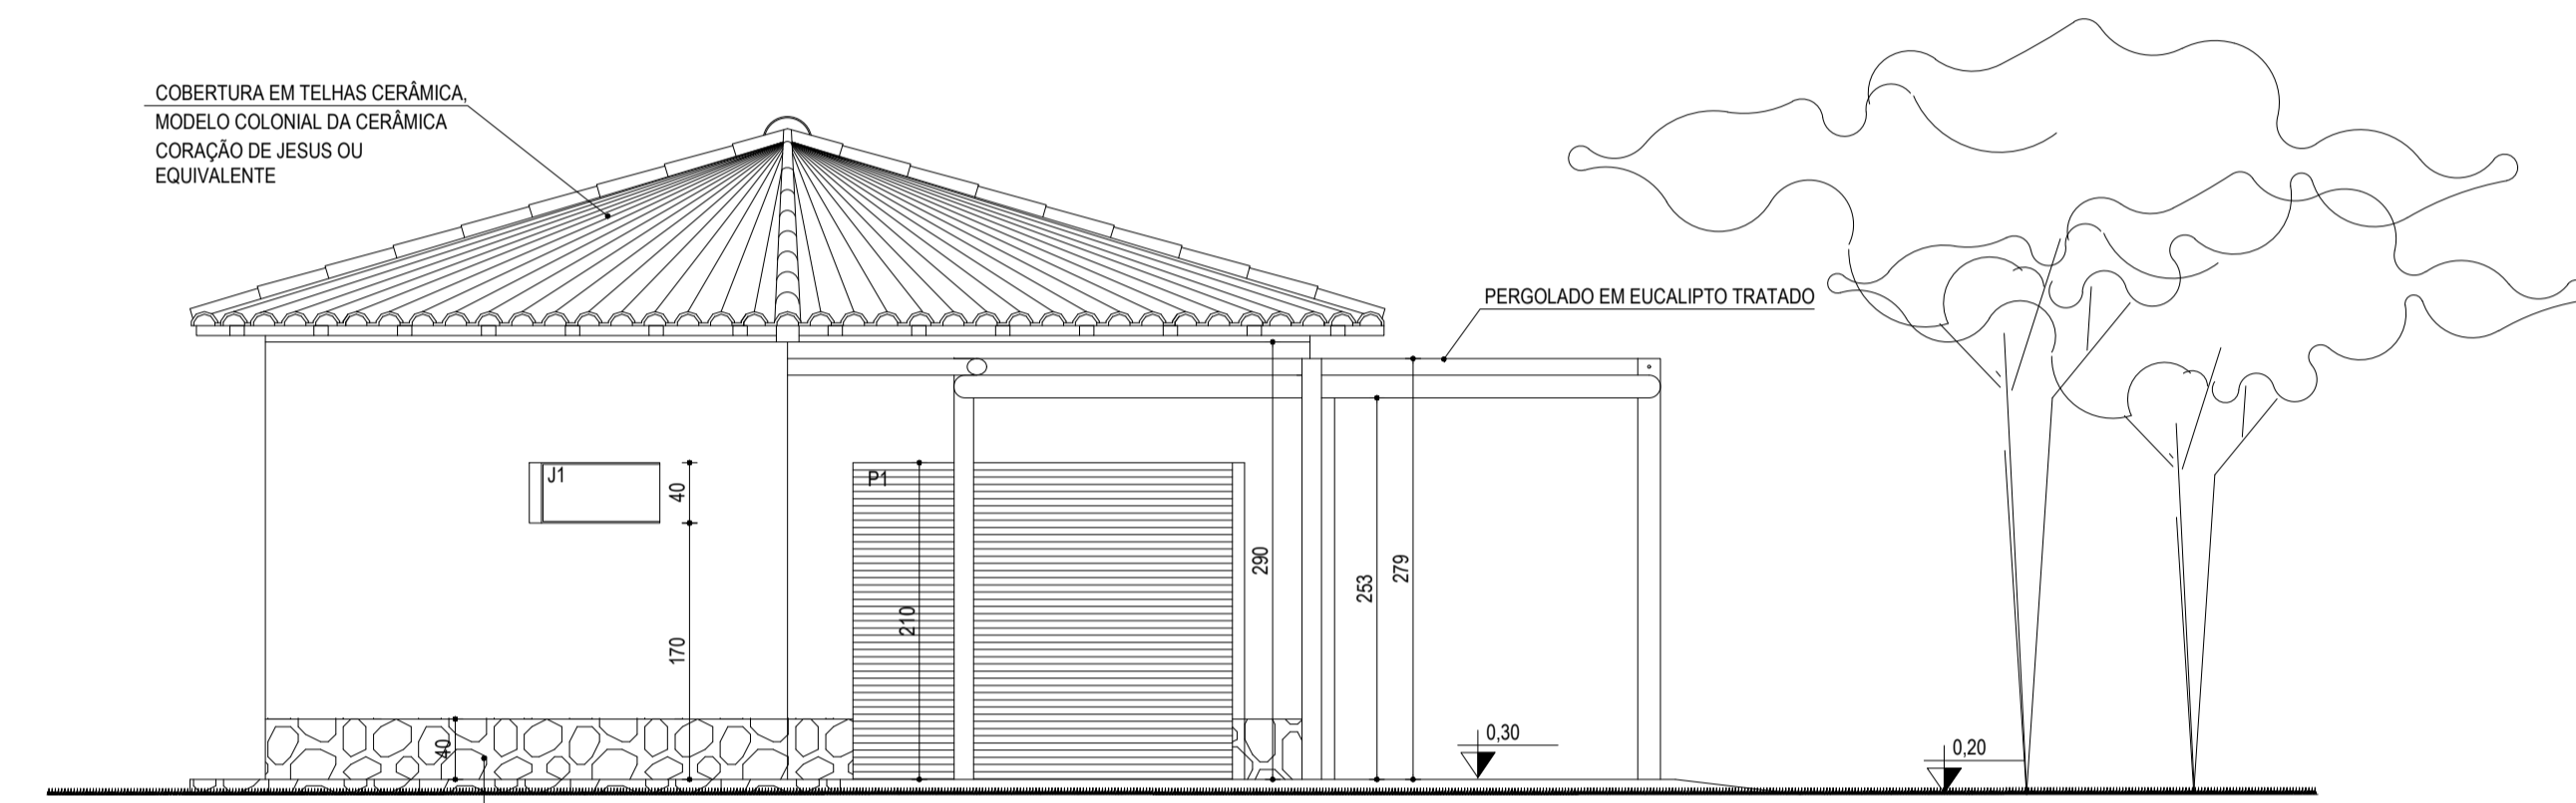 COBERTURA EM TELHAS CERÂMICA,
MODELO COLONIAL DA CERÂMICA
CORAÇÃO DE JESUS OU
EQUIVALENTE
PERGOLADO EM EUCALIPTO TRATADO
J1
P1
40
290
253
279
210
170
40
0,30
0,20